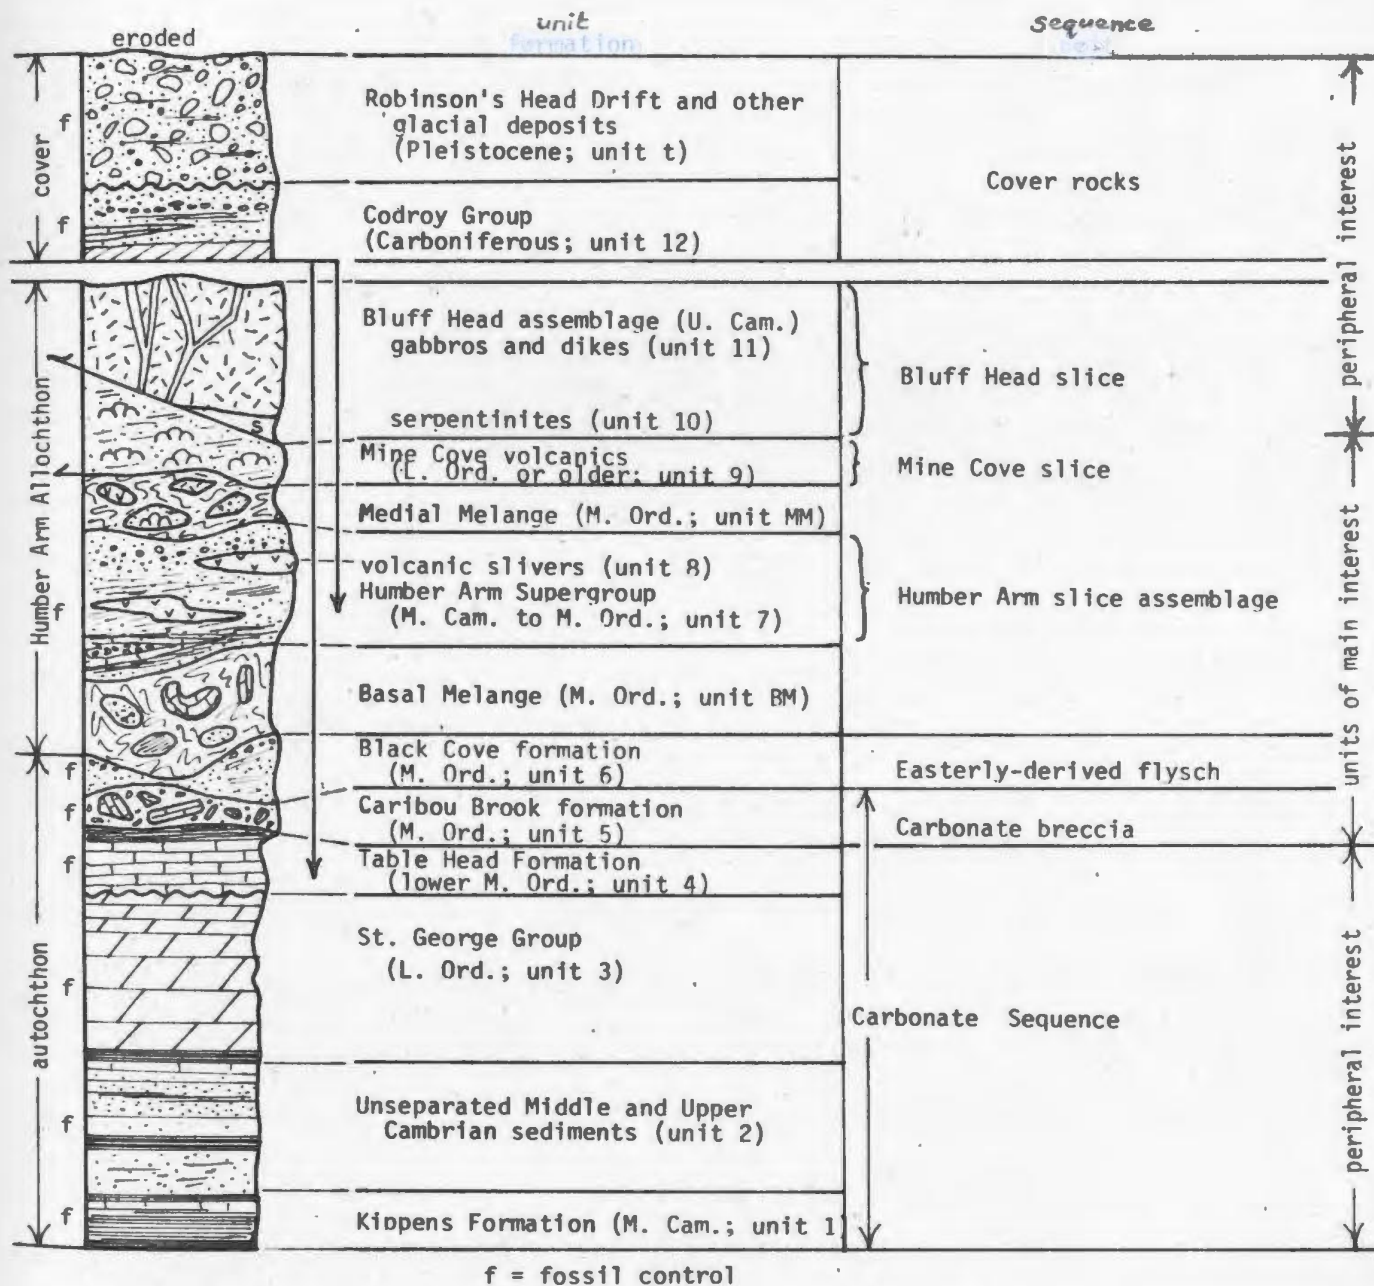 unit
formation
sequence
eroded
cover
f
f
Robinson's Head Drift and other
glacial deposits
(Pleistocene; unit t)
Cover rocks
Codroy Group
(Carboniferous; unit 12)
peripheral interest
Humber Arm Allochthon
s
f
Bluff Head assemblage (U. Cam.)
gabbros and dikes (unit 11)
Bluff Head slice
serpentinites (unit 10)
Mine Cove volcanics
(L. Ord. or older; unit 9)
Mine Cove slice
Medial Melange (M. Ord.; unit MM)
volcanic slivers (unit 8)
Humber Arm Supergroup
(M. Cam. to M. Ord.; unit 7)
Humber Arm slice assemblage
Basal Melange (M. Ord.; unit BM)
units of main interest
autochthon
f
f
f
f
f
f
Black Cove formation
(M. Ord.; unit 6)
Easterly-derived flysch
Caribou Brook formation
(M. Ord.; unit 5)
Carbonate breccia
Table Head Formation
(lower M. Ord.; unit 4)
St. George Group
(L. Ord.; unit 3)
Carbonate Sequence
Unseparated Middle and Upper
Cambrian sediments (unit 2)
Kippens Formation (M. Cam.; unit 1
peripheral interest
f = fossil control